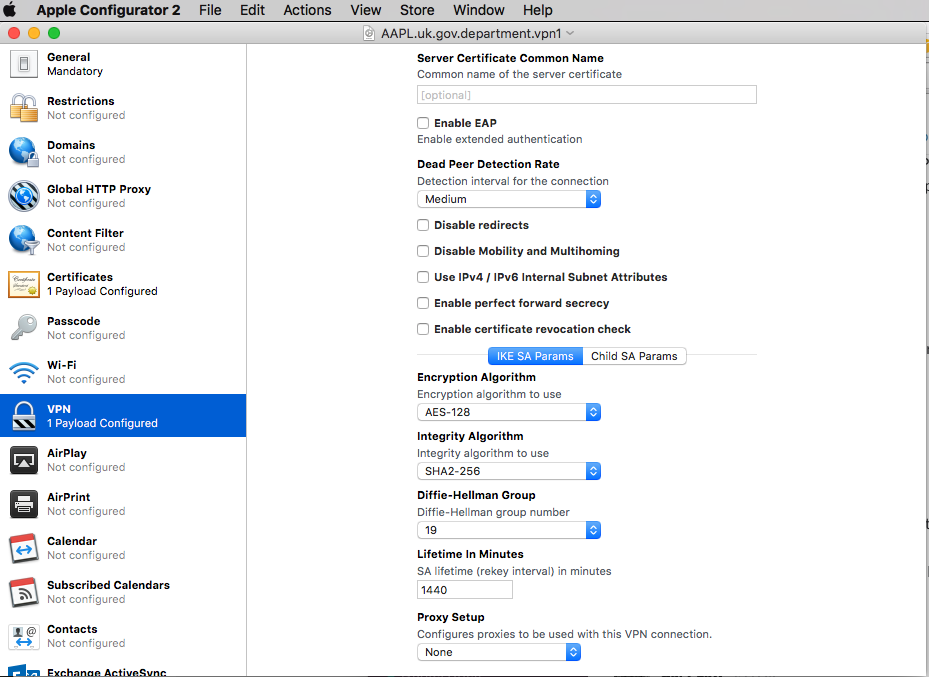 Apple Configurator 2 File Edit Actions View Store Window Help
AAPL.uk.gov.department.vpn1
General
Mandatory
Restrictions
Not configured
Domains
Not configured
Global HTTP Proxy
Not configured
Content Filter
Not configured
Certificates
1 Payload Configured
Passcode
Not configured
Wi-Fi
Not configured
VPN
1 Payload Configured
AirPlay
Not configured
AirPrint
Not configured
Calendar
Not configured
Subscribed Calendars
Not configured
Contacts
Not configured
Exchange ActiveSync
Server Certificate Common Name
Common name of the server certificate
[optional]
Enable EAP
Enable extended authentication
Dead Peer Detection Rate
Detection interval for the connection
Medium
Disable redirects
Disable Mobility and Multihoming
Use IPv4 / IPv6 Internal Subnet Attributes
Enable perfect forward secrecy
Enable certificate revocation check
IKE SA Params Child SA Params
Encryption Algorithm
Encryption algorithm to use
AES-128
Integrity Algorithm
Integrity algorithm to use
SHA2-256
Diffie-Hellman Group
Diffie-Hellman group number
19
Lifetime In Minutes
SA lifetime (rekey interval) in minutes
1440
Proxy Setup
Configures proxies to be used with this VPN connection.
None